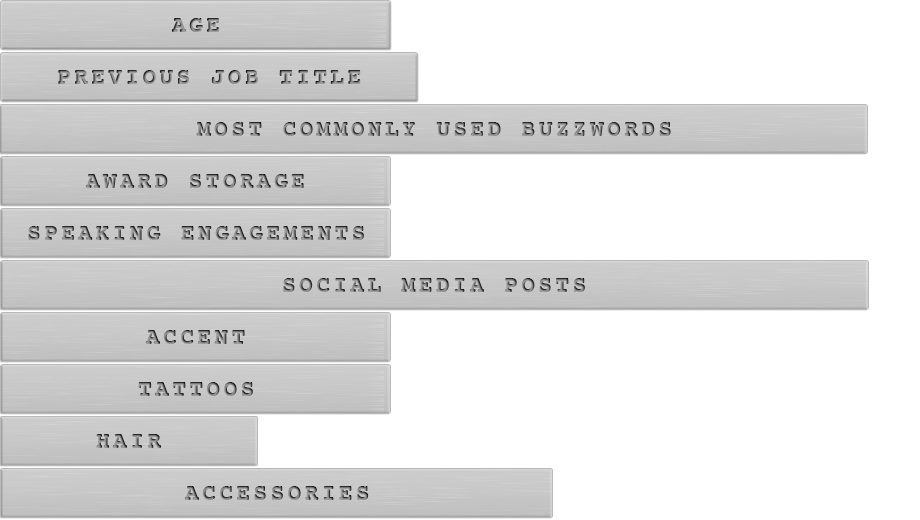 AGE
PREVIOUS JOB TITLE
MOST COMMONLY USED BUZZWORDS
AWARD STORAGE
SPEAKING ENGAGEMENTS
SOCIAL MEDIA POSTS
ACCENT
TATTOOS
HAIR
ACCESSORIES